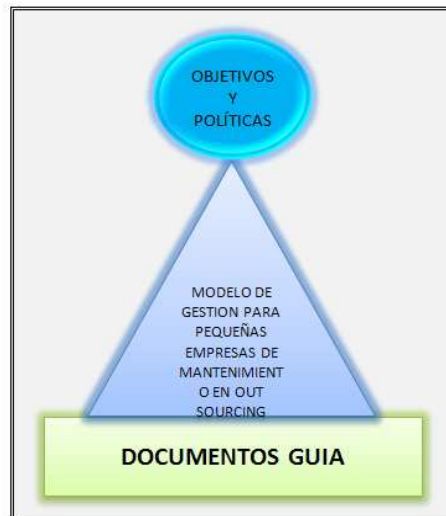 OBJETIVOS
Y
POLÍTICAS
MODELO DE
GESTION PARA
PEQUEÑAS
EMPRESAS DE
MANTENIMIENT
O EN OUT
SOURCING
DOCUMENTOS GUIA